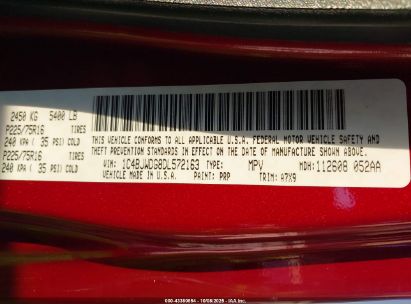 2450 KG 5400 LB
P225/75R16 TIRES
240 KPA ( 35 PSI) COLD
P225/75R16 TIRES
240 KPA ( 35 PSI) COLD
THIS VEHICLE CONFORMS TO ALL APPLICABLE U.S.A. FEDERAL MOTOR VEHICLE SAFETY AND
THEFT PREVENTION STANDARDS IN EFFECT ON THE DATE OF MANUFACTURE SHOWN ABOVE.
VIN: 1C4BJWDG8DL572163 TYPE: MPV MDH: 112608 052AA
VEHICLE MADE IN U.S.A. PAINT: PRP TRIM: A7X9